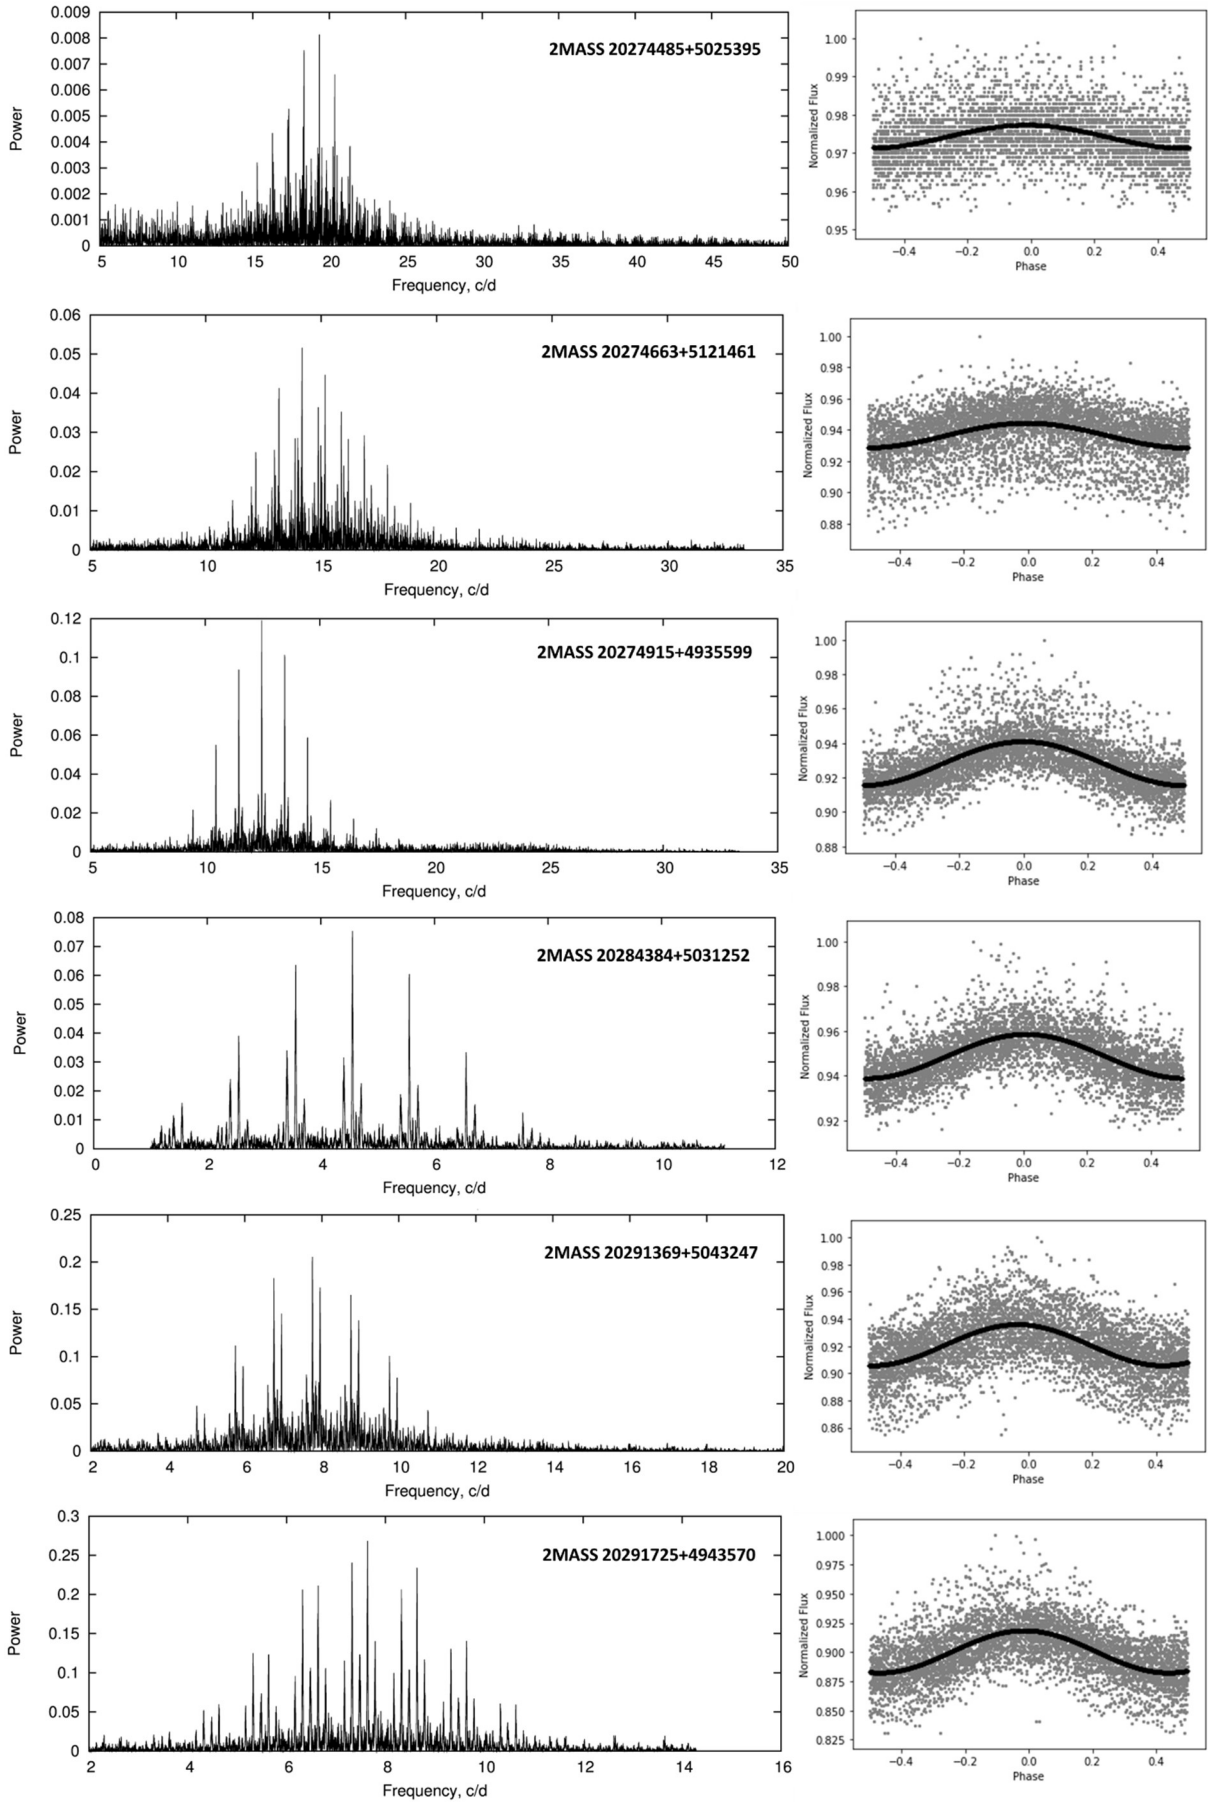 2MASS 20274485+5025395
Power
0.009
0.008
0.007
0.006
0.005
0.004
0.003
0.002
0.001
0
5 10 15 20 25 30 35 40 45 50
Frequency, c/d
Normalized Flux
1.00
0.99
0.98
0.97
0.96
0.95
−0.4 −0.2 0.0 0.2 0.4
Phase
2MASS 20274663+5121461
Power
0.06
0.05
0.04
0.03
0.02
0.01
0
5 10 15 20 25 30 35
Frequency, c/d
Normalized Flux
1.00
0.98
0.96
0.94
0.92
0.90
0.88
−0.4 −0.2 0.0 0.2 0.4
Phase
2MASS 20274915+4935599
Power
0.12
0.1
0.08
0.06
0.04
0.02
0
5 10 15 20 25 30 35
Frequency, c/d
Normalized Flux
1.00
0.98
0.96
0.94
0.92
0.90
0.88
−0.4 −0.2 0.0 0.2 0.4
Phase
2MASS 20284384+5031252
Power
0.08
0.07
0.06
0.05
0.04
0.03
0.02
0.01
0
0 2 4 6 8 10 12
Frequency, c/d
Normalized Flux
1.00
0.98
0.96
0.94
0.92
−0.4 −0.2 0.0 0.2 0.4
Phase
2MASS 20291369+5043247
Power
0.25
0.2
0.15
0.1
0.05
0
2 4 6 8 10 12 14 16 18 20
Frequency, c/d
Normalized Flux
1.00
0.98
0.96
0.94
0.92
0.90
0.88
0.86
−0.4 −0.2 0.0 0.2 0.4
Phase
2MASS 20291725+4943570
Power
0.3
0.25
0.2
0.15
0.1
0.05
0
2 4 6 8 10 12 14 16
Frequency, c/d
Normalized Flux
1.000
0.975
0.950
0.925
0.900
0.875
0.850
0.825
−0.4 −0.2 0.0 0.2 0.4
Phase